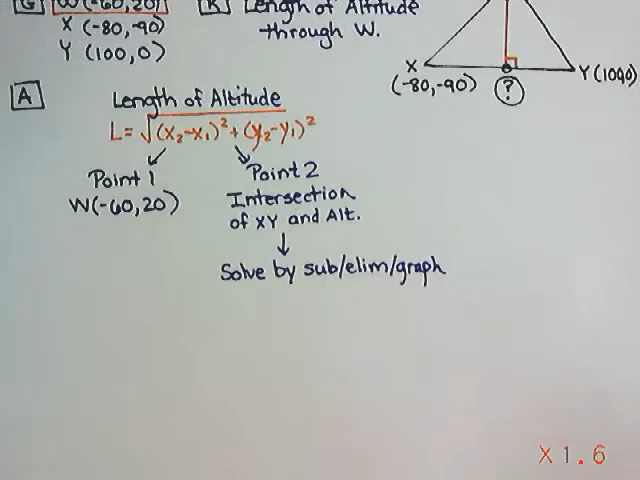 G W(-60,20) R Length of Altitude
X (-80,-90) through W.
Y (100,0)
X Y (100,0)
(-80,-90) ?
A Length of Altitude
L=√(x₂-x₁)²+(y₂-y₁)²
Point 1 Point 2
W(-60,20) Intersection
of XY and Alt.
Solve by sub/elim/graph
X1.6